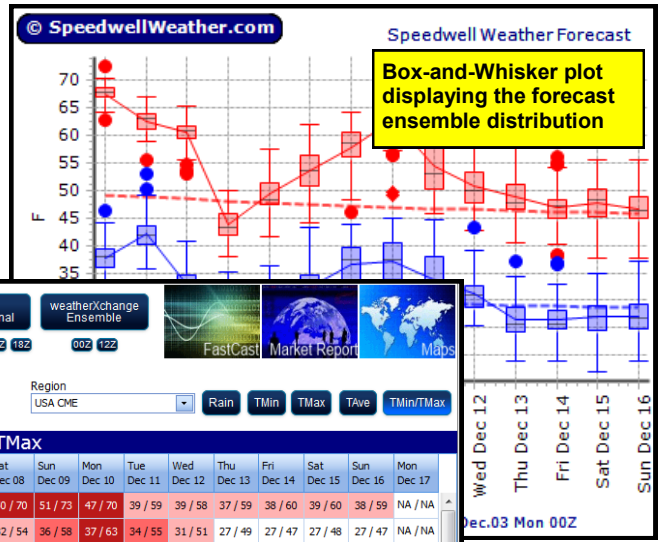 © SpeedwellWeather.com
Speedwell Weather Forecast
Box-and-Whisker plot
displaying the forecast
ensemble distribution
70
65
60
55
50
45
40
35
F
weatherXchange
Ensemble
18Z
00Z 12Z
FastCast
Market Report
Maps
Region
USA CME
Rain TMin TMax TAve TMin/TMax
TMax
Sun Mon Tue Wed Thu Fri Sat Sun Mon
Dec 09 Dec 10 Dec 11 Dec 12 Dec 13 Dec 14 Dec 15 Dec 16 Dec 17
51 / 73 47 / 70 39 / 59 39 / 58 37 / 59 38 / 60 39 / 60 38 / 59 NA / NA
36 / 58 37 / 63 34 / 55 31 / 51 27 / 49 27 / 47 27 / 48 27 / 47 NA / NA
Wed Dec 12
Thu Dec 13
Fri Dec 14
Sat Dec 15
Sun Dec 16
Dec.03 Mon 00Z